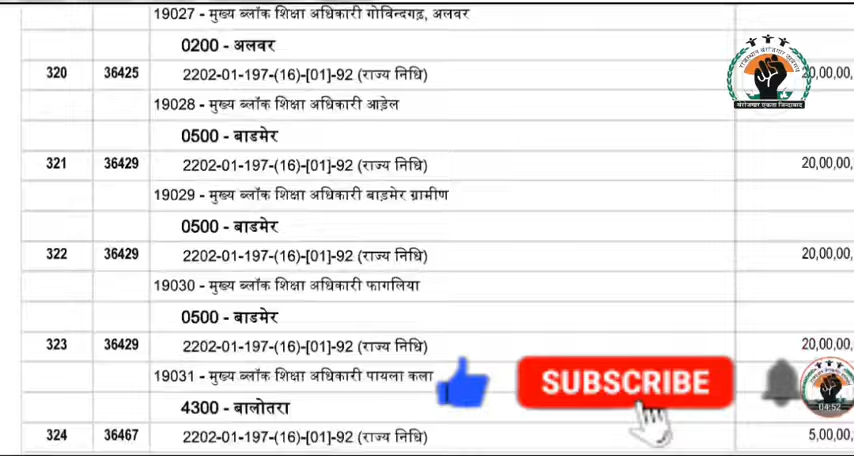 19027 - मुख्य ब्लॉक शिक्षा अधिकारी गोविन्दगढ़, अलवर
0200 - अलवर
320 36425 2202-01-197-(16)-[01]-92 (राज्य निधि) 20,00,00,
19028 - मुख्य ब्लॉक शिक्षा अधिकारी आड़ेल
0500 - बाडमेर
321 36429 2202-01-197-(16)-[01]-92 (राज्य निधि) 20,00,00,
19029 - मुख्य ब्लॉक शिक्षा अधिकारी बाड़मेर ग्रामीण
0500 - बाडमेर
322 36429 2202-01-197-(16)-[01]-92 (राज्य निधि) 20,00,00,
19030 - मुख्य ब्लॉक शिक्षा अधिकारी फागलिया
0500 - बाडमेर
323 36429 2202-01-197-(16)-[01]-92 (राज्य निधि) 20,00,00,
19031 - मुख्य ब्लॉक शिक्षा अधिकारी पायला कला
SUBSCRIBE
04:52
4300 - बालोतरा
324 36467 2202-01-197-(16)-[01]-92 (राज्य निधि) 5,00,00,